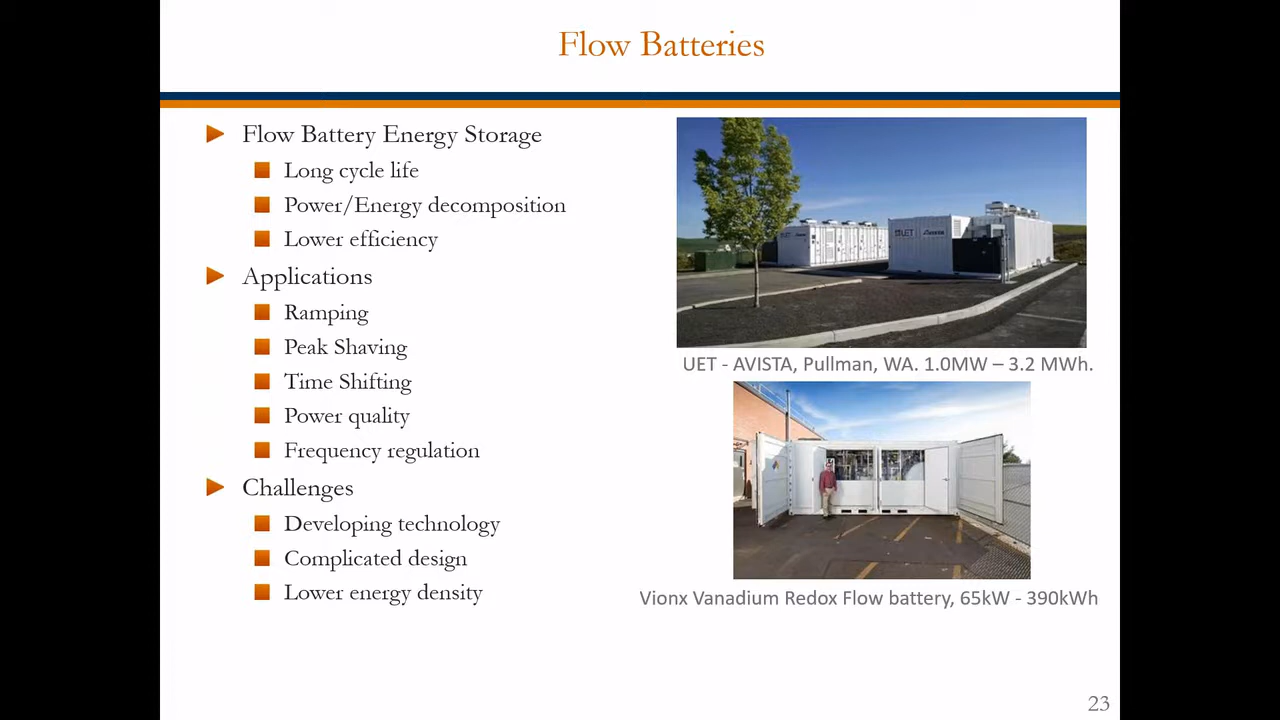 Flow Batteries
Flow Battery Energy Storage
Long cycle life
Power/Energy decomposition
Lower efficiency
Applications
Ramping
Peak Shaving
Time Shifting
Power quality
Frequency regulation
Challenges
Developing technology
Complicated design
Lower energy density
UET
UET - AVISTA, Pullman, WA. 1.0MW – 3.2 MWh.
Vionx Vanadium Redox Flow battery, 65kW - 390kWh
23